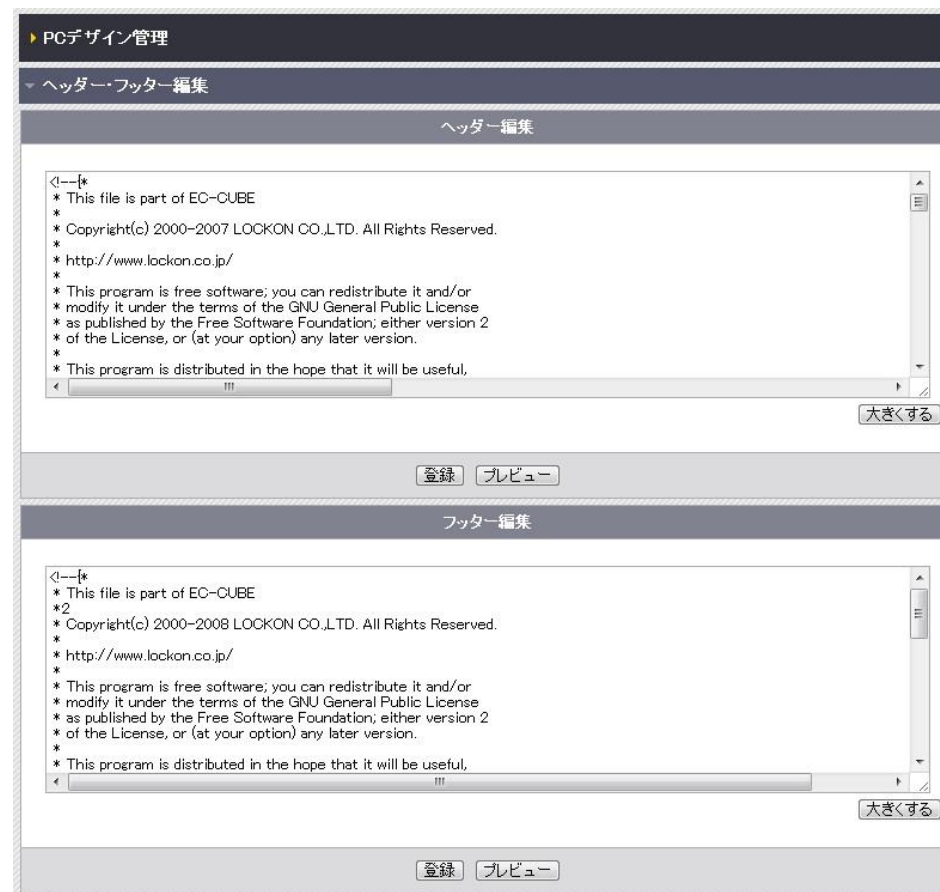 PCデザイン管理
ヘッダー・フッター編集
ヘッダー編集
<!--{*
* This file is part of EC-CUBE
*
* Copyright(c) 2000-2007 LOCKON CO.,LTD. All Rights Reserved.
*
* http://www.lockon.co.jp/
*
* This program is free software; you can redistribute it and/or
* modify it under the terms of the GNU General Public License
* as published by the Free Software Foundation; either version 2
* of the License, or (at your option) any later version.
*
* This program is distributed in the hope that it will be useful,
大きくする
登録 プレビュー
フッター編集
<!--{*
* This file is part of EC-CUBE
*2
* Copyright(c) 2000-2008 LOCKON CO.,LTD. All Rights Reserved.
*
* http://www.lockon.co.jp/
*
* This program is free software; you can redistribute it and/or
* modify it under the terms of the GNU General Public License
* as published by the Free Software Foundation; either version 2
* of the License, or (at your option) any later version.
*
* This program is distributed in the hope that it will be useful,
大きくする
登録 プレビュー